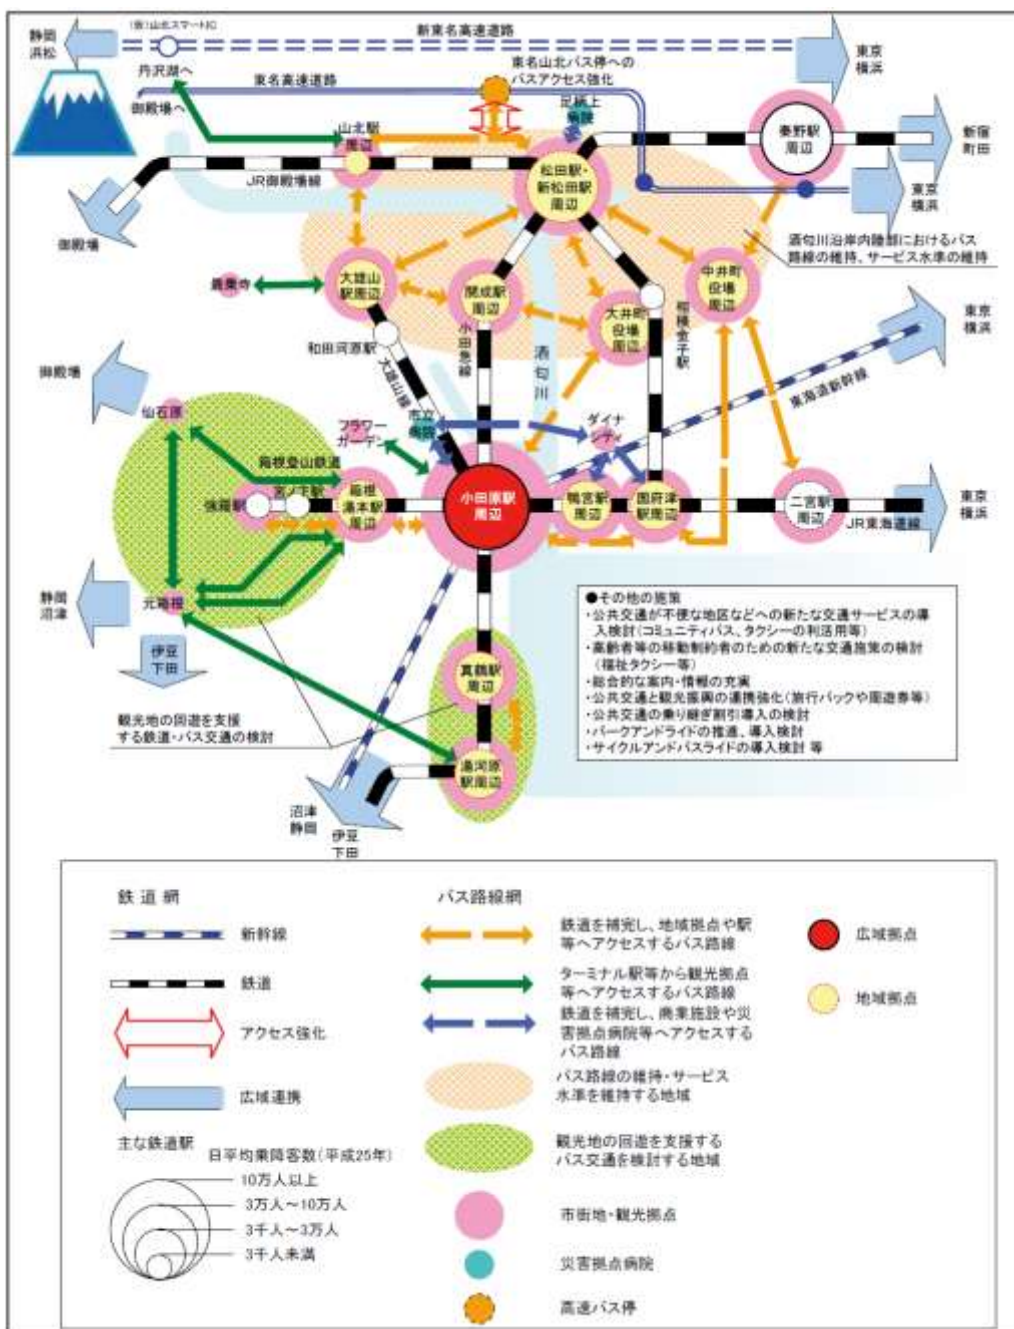 (仮)山北スマートIC
新東名高速道路
静岡
浜松
東京
横浜
丹沢湖へ
東名高速道路
東名山北バス停への
バスアクセス強化
御殿場へ
足柄上
病院
山北駅
周辺
秦野駅
周辺
新宿
町田
JR御殿場線
松田駅・
新松田駅
周辺
東京
横浜
御殿場
酒匂川沿岸内陸部におけるバス
路線の維持、サービス水準の維持
最乗寺
大雄山
駅周辺
開成駅
周辺
中井町
役場
周辺
大井町
役場
周辺
相模金子駅
東京
横浜
和田河原駅
小田急線
大雄山線
酒匂川
東海道新幹線
御殿場
仙石原
フラワー
ガーデン
市立
病院
ダイナ
シティ
箱根登山鉄道
強羅駅
宮ノ下駅
箱根
湯本駅
周辺
小田原駅
周辺
鴨宮駅
周辺
国府津
駅周辺
二宮駅
周辺
JR東海道線
東京
横浜
静岡
沼津
元箱根
伊豆
下田
●その他の施策
・公共交通が不便な地区などへの新たな交通サービスの導
入検討(コミュニティバス、タクシーの利活用等)
・高齢者等の移動制約者のための新たな交通施策の検討
(福祉タクシー等)
・総合的な案内・情報の充実
・公共交通と観光振興の連携強化(旅行パックや周遊券等)
・公共交通の乗り継ぎ割引導入の検討
・パークアンドライドの推進、導入検討
・サイクルアンドバスライドの導入検討 等
真鶴駅
周辺
観光地の回遊を支援
する鉄道・バス交通の検討
湯河原
駅周辺
沼津
静岡
伊豆
下田
鉄道網
新幹線
鉄道
アクセス強化
広域連携
主な鉄道駅
日平均乗降客数(平成25年)
10万人以上
3万人～10万人
3千人～3万人
3千人未満
バス路線網
鉄道を補完し、地域拠点や駅
等へアクセスするバス路線
ターミナル駅等から観光拠点
等へアクセスするバス路線
鉄道を補完し、商業施設や災
害拠点病院等へアクセスする
バス路線
バス路線の維持・サービス
水準を維持する地域
観光地の回遊を支援する
バス交通を検討する地域
市街地・観光拠点
災害拠点病院
高速バス停
広域拠点
地域拠点